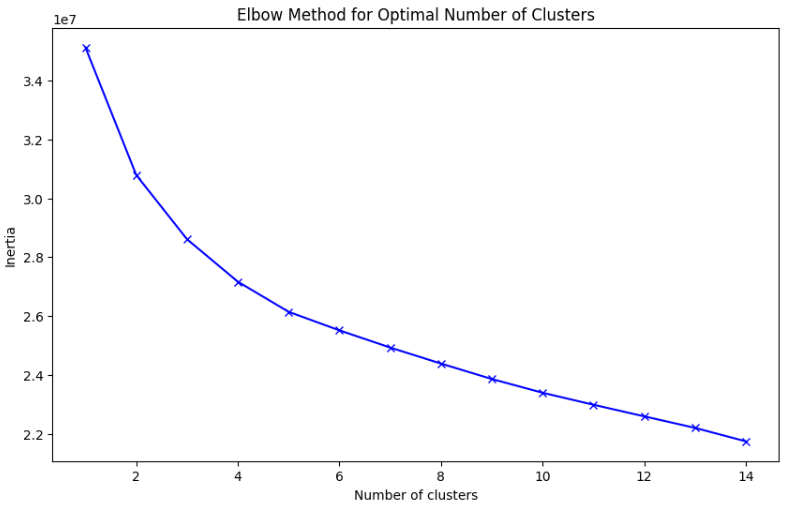 Elbow Method for Optimal Number of Clusters
1e7
3.4
3.2
3.0
2.8
2.6
2.4
2.2
Inertia
2 4 6 8 10 12 14
Number of clusters